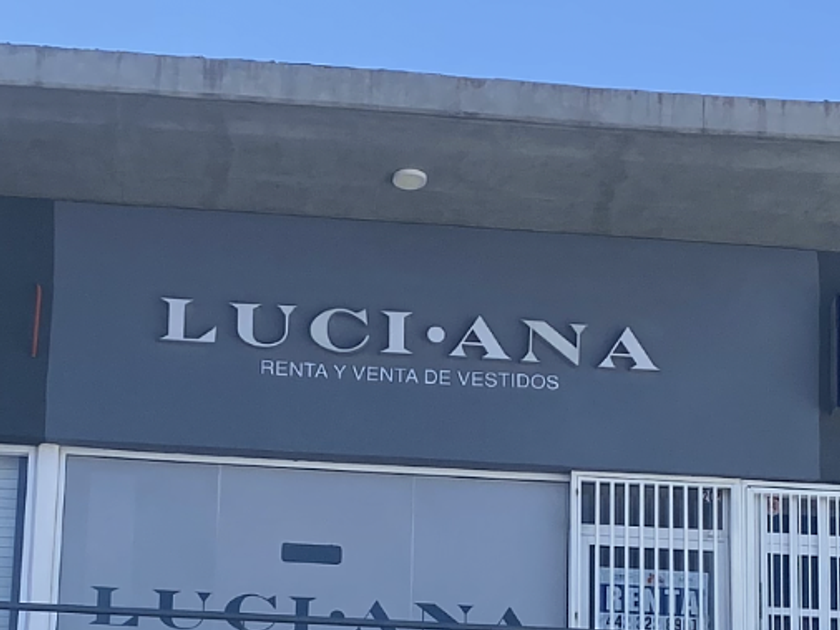 LUCI•ANA
RENTA Y VENTA DE VESTIDOS
LUCI•ANA
RENTA